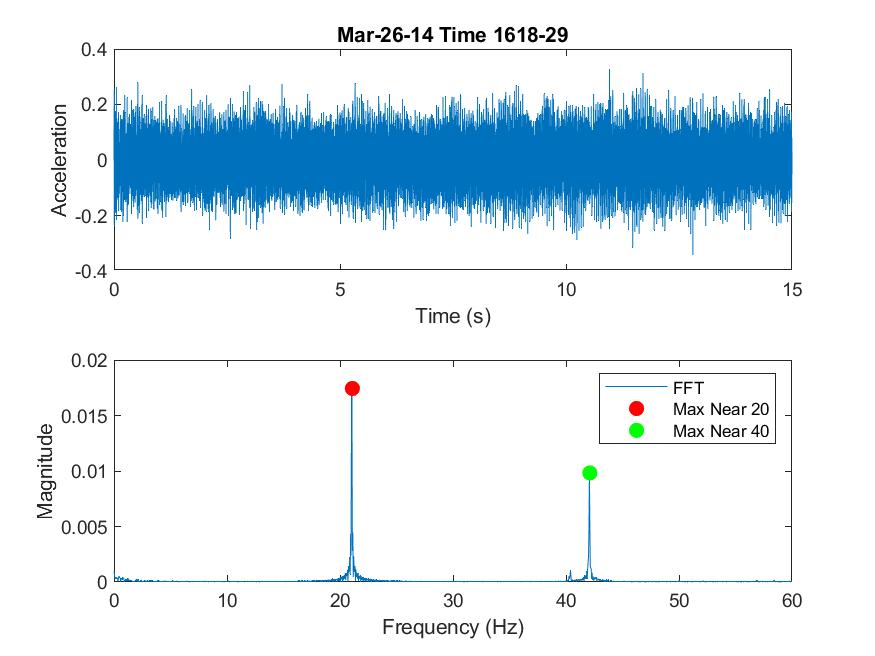 Mar-26-14 Time 1618-29
0.4
0.2
0
-0.2
-0.4
Acceleration
0 5 10 15
Time (s)
0.02
0.015
0.01
0.005
0
Magnitude
FFT
Max Near 20
Max Near 40
0 10 20 30 40 50 60
Frequency (Hz)